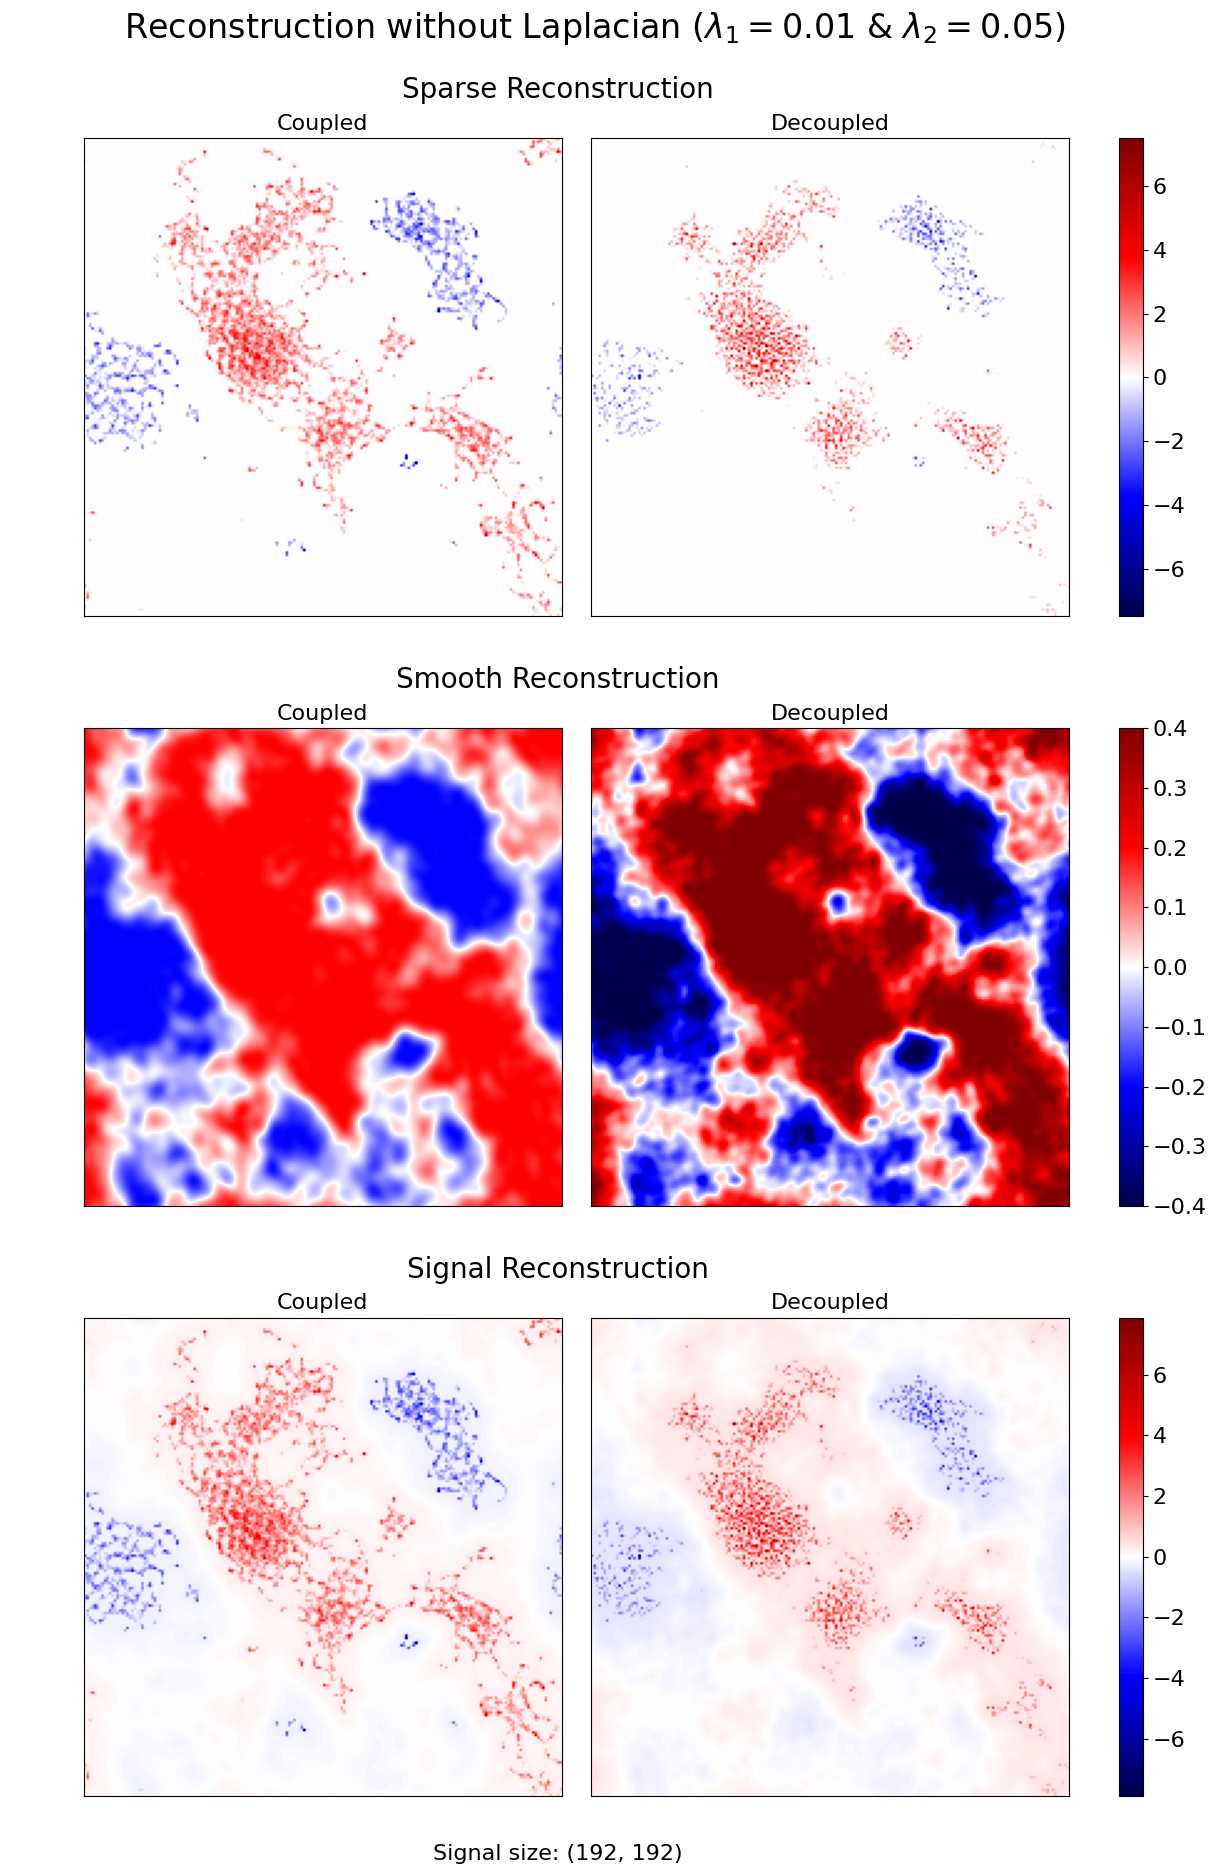 Reconstruction without Laplacian (λ₁ = 0.01 & λ₂ = 0.05)
Sparse Reconstruction
Coupled
Decoupled
6
4
2
0
−2
−4
−6
Smooth Reconstruction
Coupled
Decoupled
0.4
0.3
0.2
0.1
0.0
−0.1
−0.2
−0.3
−0.4
Signal Reconstruction
Coupled
Decoupled
6
4
2
0
−2
−4
−6
Signal size: (192, 192)